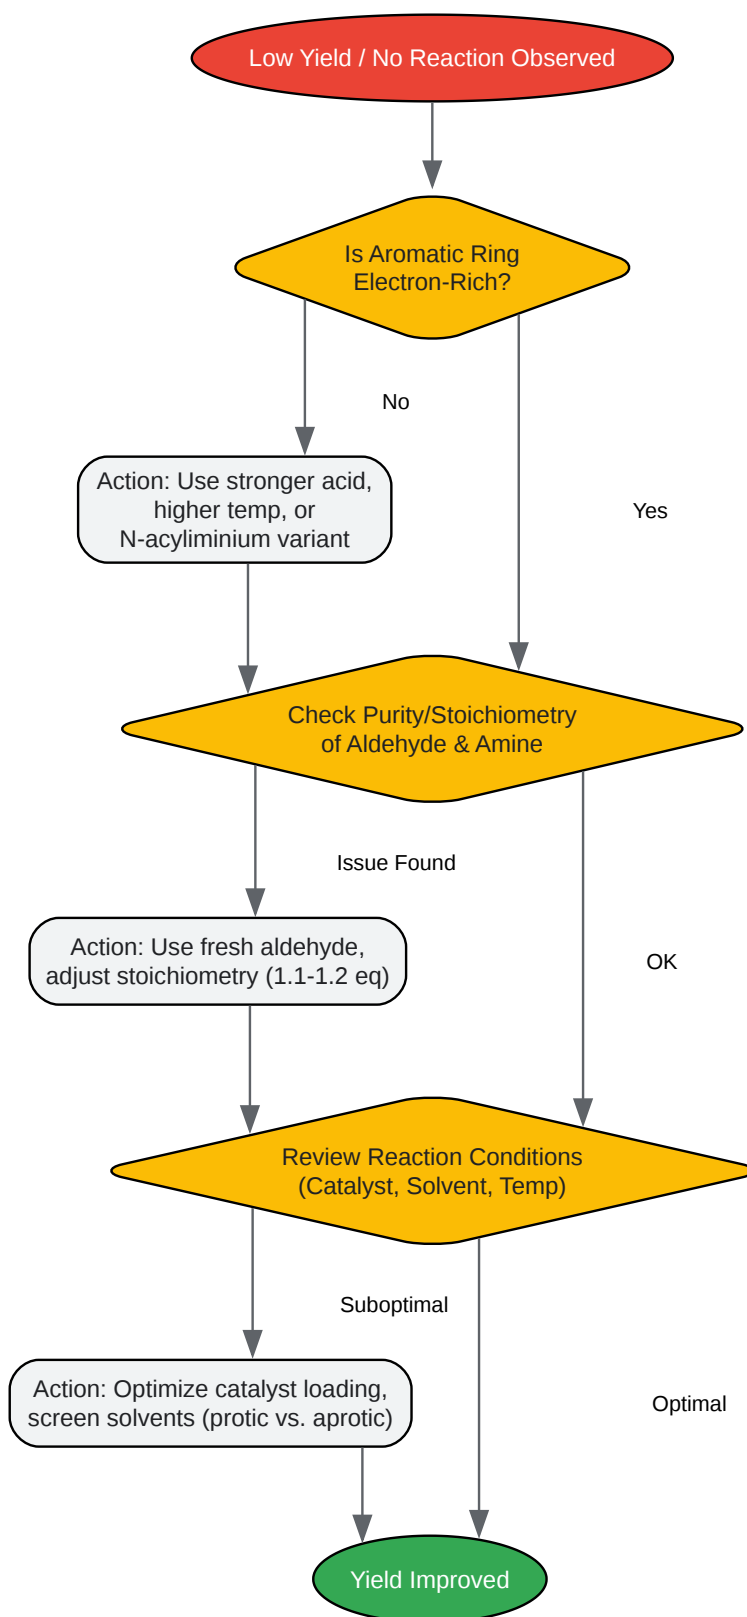 Low Yield / No Reaction Observed
Is Aromatic Ring
Electron-Rich?
No
Action: Use stronger acid,
higher temp, or
N-acyliminium variant
Yes
Check Purity/Stoichiometry
of Aldehyde & Amine
Issue Found
Action: Use fresh aldehyde,
adjust stoichiometry (1.1-1.2 eq)
OK
Review Reaction Conditions
(Catalyst, Solvent, Temp)
Suboptimal
Action: Optimize catalyst loading,
screen solvents (protic vs. aprotic)
Optimal
Yield Improved